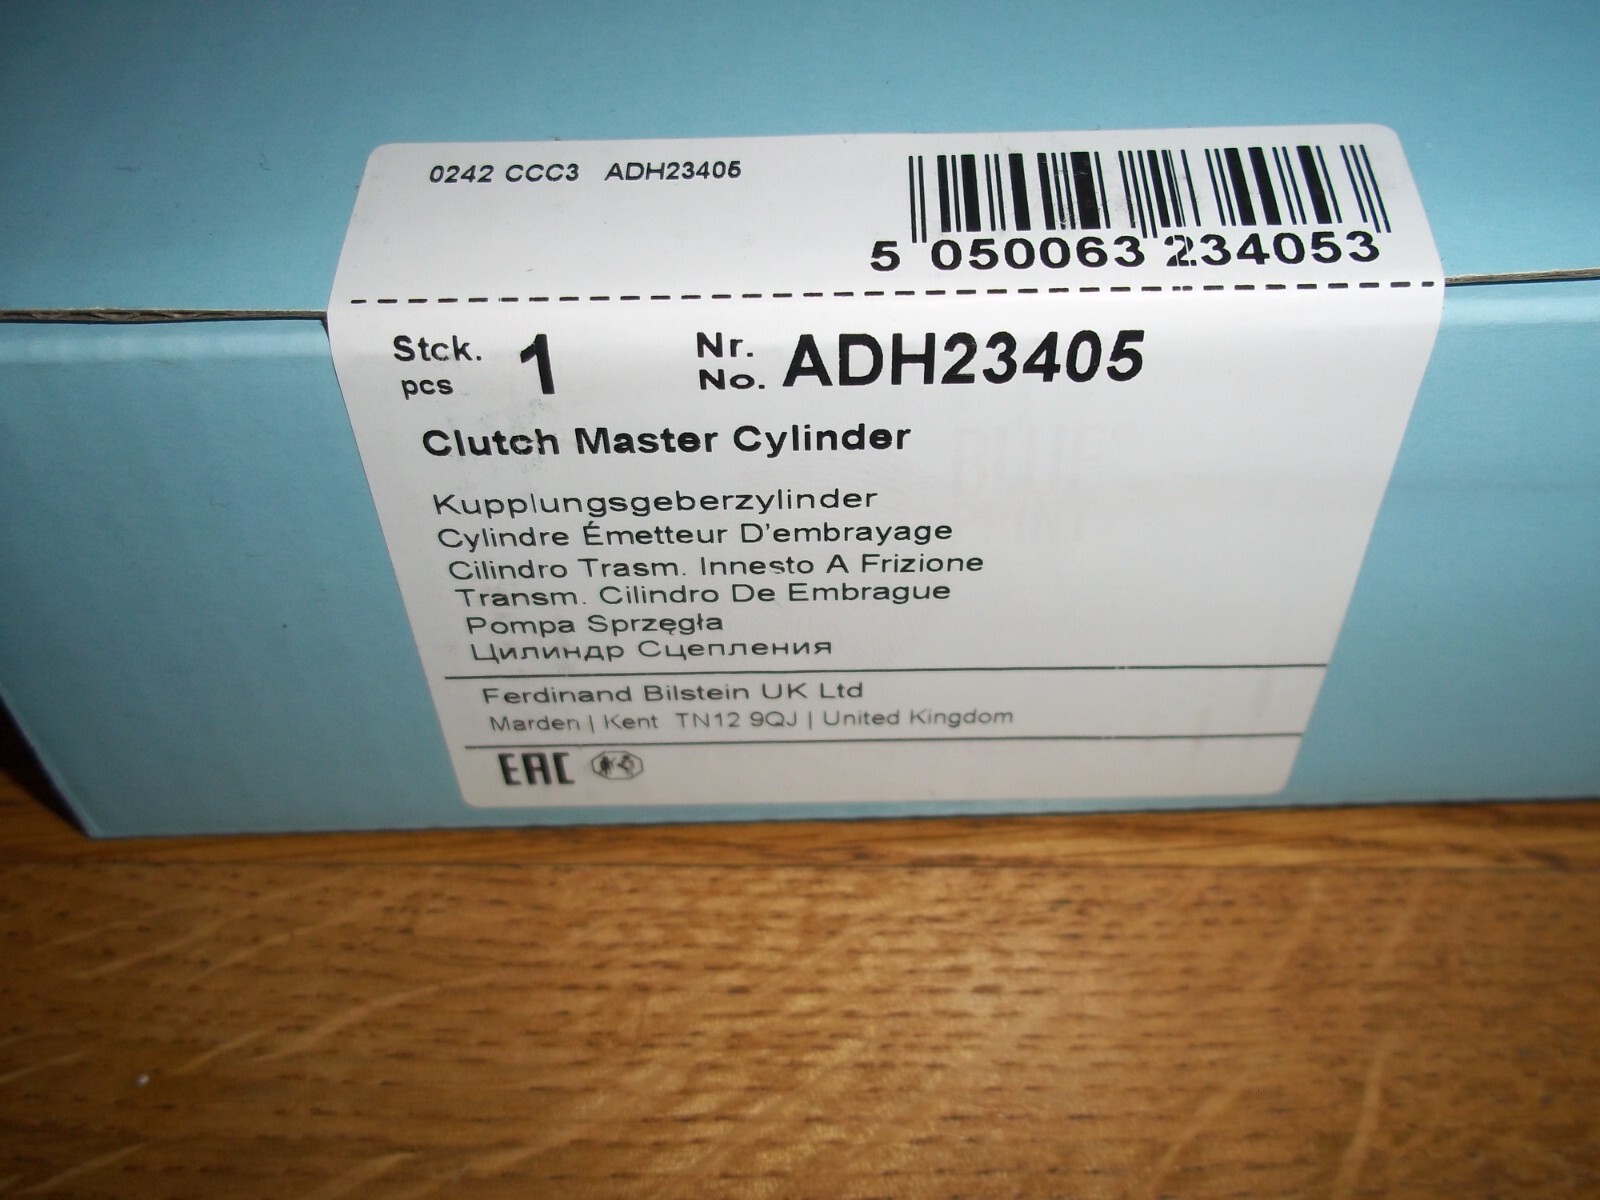 0242 CCC3 ADH23405
5 050063 234053
Stck. pcs 1 Nr. No. ADH23405
Clutch Master Cylinder
Kupplungsgeberzylinder
Cylindre Émetteur D'embrayage
Cilindro Trasm. Innesto A Frizione
Transm. Cilindro De Embrague
Pompa Sprzęgła
Цилиндр Сцепления
Ferdinand Bilstein UK Ltd
Marden | Kent TN12 9QJ | United Kingdom
EAC